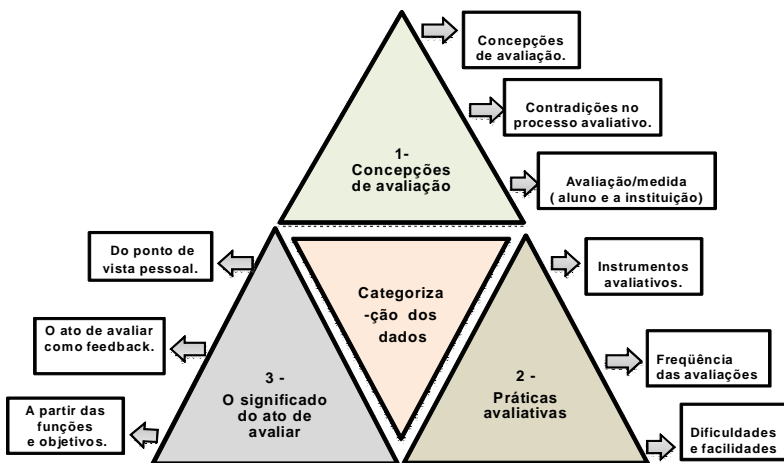 Concepções
de avaliação.
Contradições no
processo avaliativo.
1-
Concepções
de avaliação
Avaliação/medida
( aluno e a instituição)
Do ponto de
vista pessoal.
Instrumentos
avaliativos.
Categoriza
-ção dos
dados
O ato de avaliar
como feedback.
Freqüência
das avaliações
3 -
O significado
do ato de
avaliar
2 -
Práticas
avaliativas
A partir das
funções
e objetivos.
Dificuldades
e facilidades